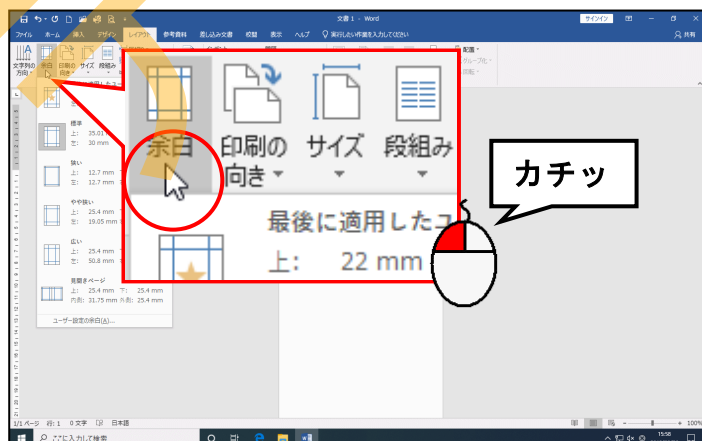 文書 1 - Word
サインイン
ファイル ホーム 挿入 デザイン レイアウト 参考資料 差し込み文書 校閲 表示 ヘルプ 実行したい作業を入力してください
共有
文字列の方向 余白 印刷の向き サイズ 段組み
配置
グループ化
回転
標準
上: 35.01
左: 30 mm
狭い
上: 12.7 mm
左: 12.7 mm
やや狭い
上: 25.4 mm
左: 19.05 mm
広い
上: 25.4 mm
左: 50.8 mm
見開きページ
上: 25.4 mm 下: 25.4 mm
内側: 31.75 mm 外側: 25.4 mm
ユーザー設定の余白(A)...
余白 印刷の向き サイズ 段組み
最後に適用したユ
上: 22 mm
カチッ
1/1 ページ 行: 1 0 文字 日本語
100%
ここに入力して検索
15:58